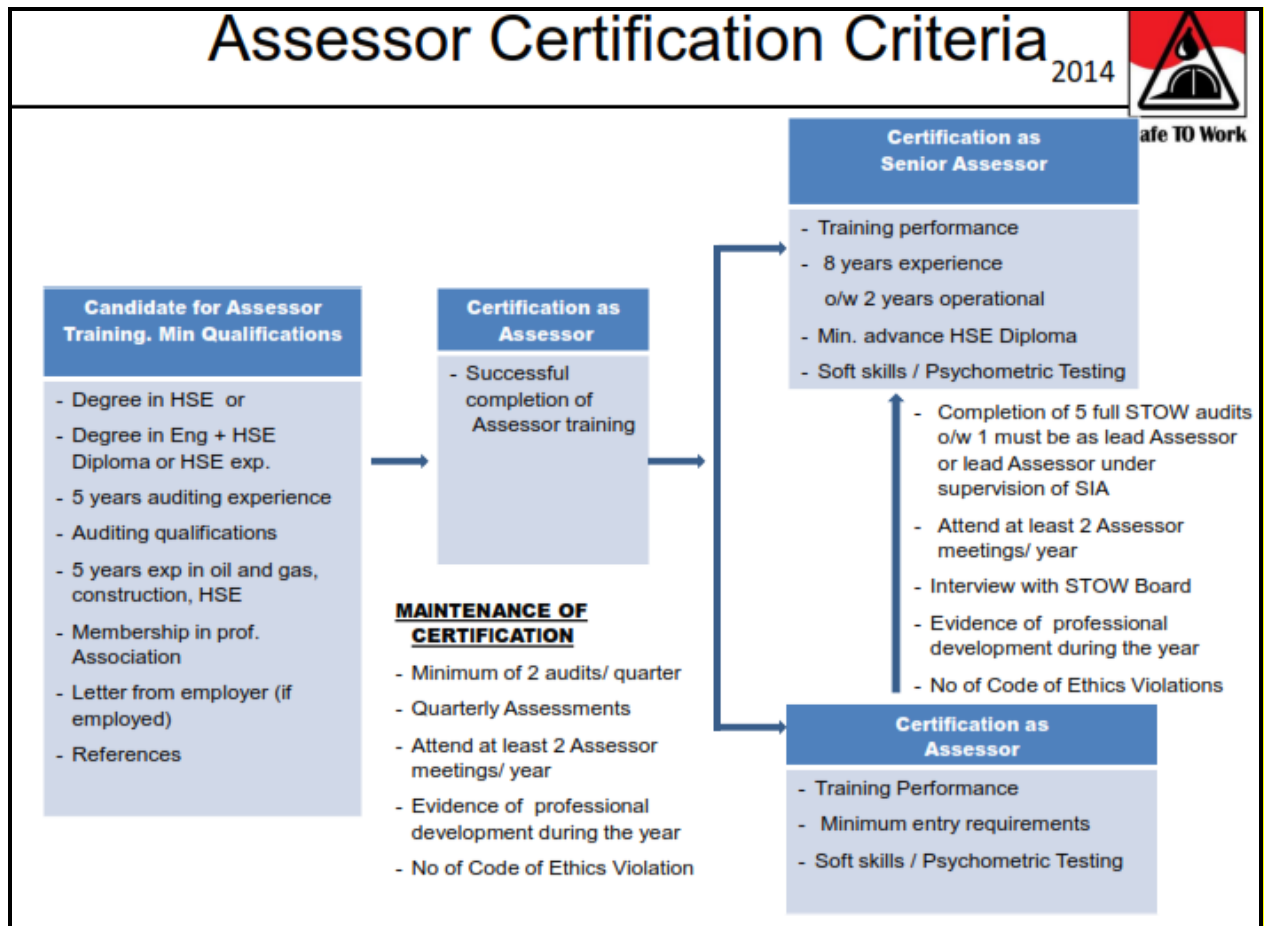 Assessor Certification Criteria
2014
afe TO Work
Candidate for Assessor
Training. Min Qualifications
- Degree in HSE or
- Degree in Eng + HSE
Diploma or HSE exp.
- 5 years auditing experience
- Auditing qualifications
- 5 years exp in oil and gas,
construction, HSE
- Membership in prof.
Association
- Letter from employer (if
employed)
- References
Certification as
Assessor
- Successful
completion of
Assessor training
MAINTENANCE OF
CERTIFICATION
- Minimum of 2 audits/ quarter
- Quarterly Assessments
- Attend at least 2 Assessor
meetings/ year
- Evidence of professional
development during the year
- No of Code of Ethics Violation
Certification as
Senior Assessor
- Training performance
- 8 years experience
o/w 2 years operational
- Min. advance HSE Diploma
- Soft skills / Psychometric Testing
- Completion of 5 full STOW audits
o/w 1 must be as lead Assessor
or lead Assessor under
supervision of SIA
- Attend at least 2 Assessor
meetings/ year
- Interview with STOW Board
- Evidence of professional
development during the year
- No of Code of Ethics Violations
Certification as
Assessor
- Training Performance
- Minimum entry requirements
- Soft skills / Psychometric Testing